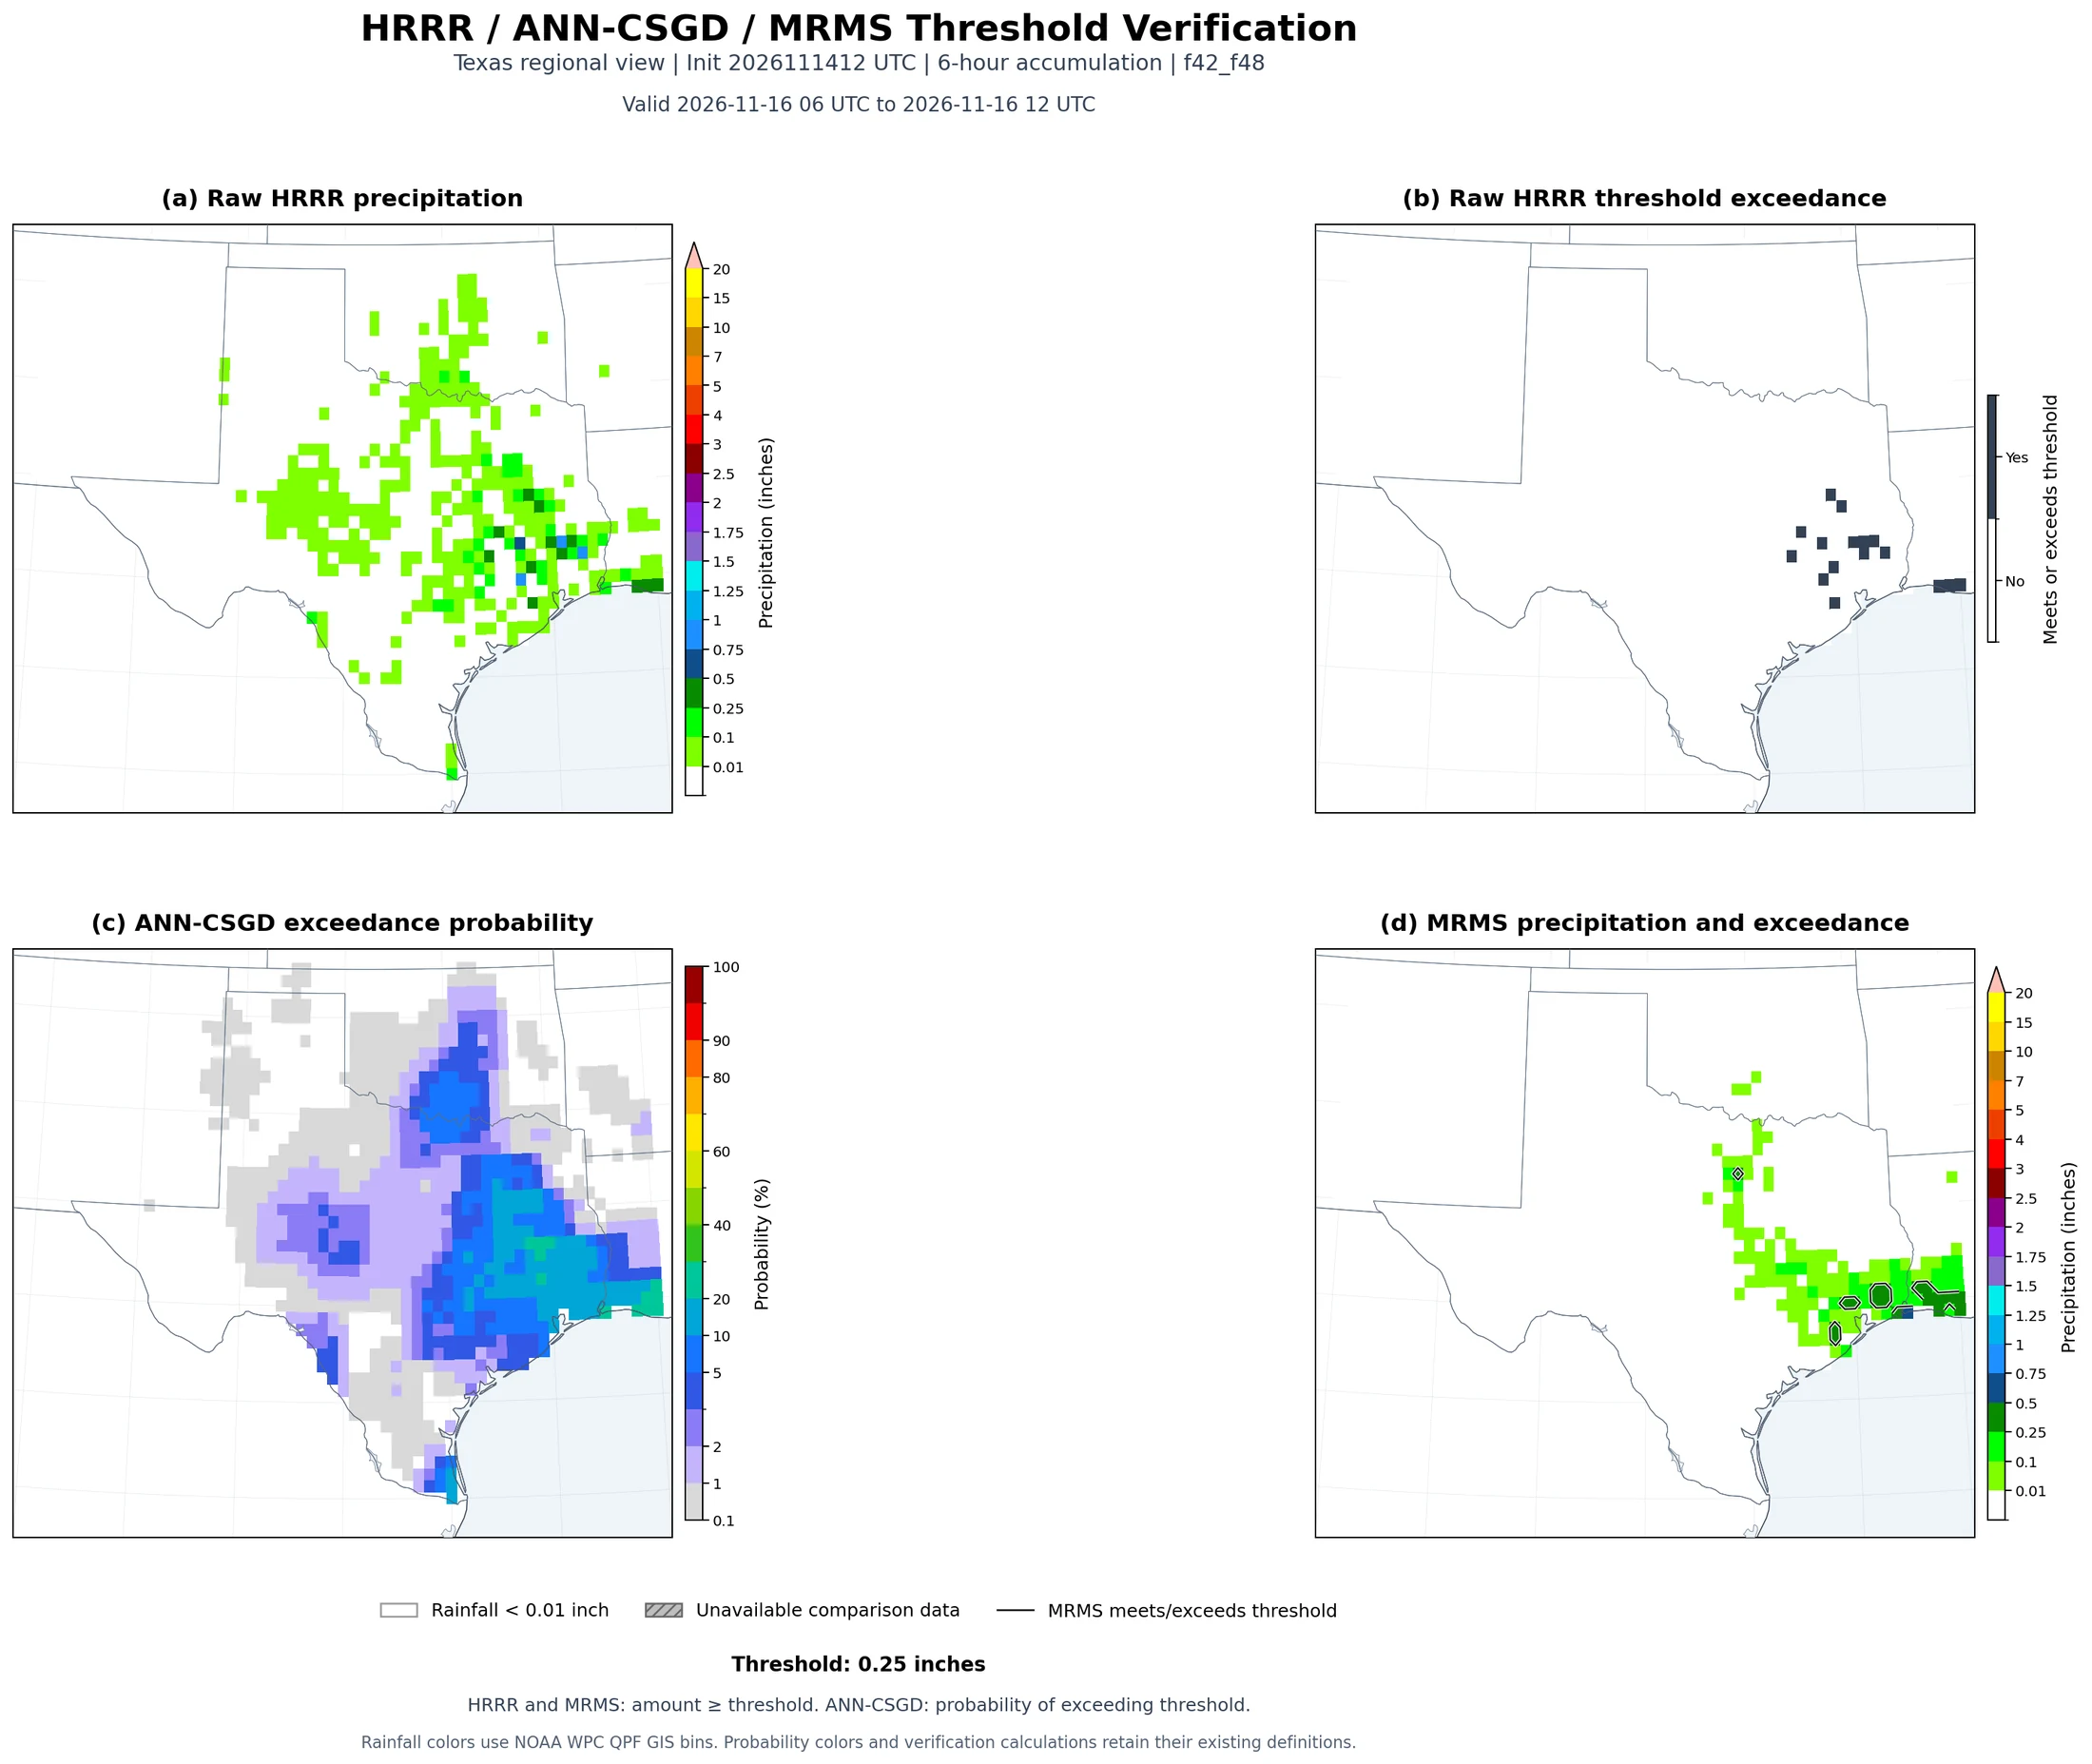 HRRR / ANN-CSGD / MRMS Threshold Verification
Texas regional view | Init 2026111412 UTC | 6-hour accumulation | f42_f48
Valid 2026-11-16 06 UTC to 2026-11-16 12 UTC
(a) Raw HRRR precipitation
20
15
10
7
5
4
3
2.5
2
1.75
1.5
1.25
1
0.75
0.5
0.25
0.1
0.01
Precipitation (inches)
(b) Raw HRRR threshold exceedance
Yes
No
Meets or exceeds threshold
(c) ANN-CSGD exceedance probability
100
90
80
60
40
20
10
5
2
1
0.1
Probability (%)
(d) MRMS precipitation and exceedance
20
15
10
7
5
4
3
2.5
2
1.75
1.5
1.25
1
0.75
0.5
0.25
0.1
0.01
Precipitation (inches)
Rainfall < 0.01 inch
Unavailable comparison data
MRMS meets/exceeds threshold
Threshold: 0.25 inches
HRRR and MRMS: amount ≥ threshold. ANN-CSGD: probability of exceeding threshold.
Rainfall colors use NOAA WPC QPF GIS bins. Probability colors and verification calculations retain their existing definitions.